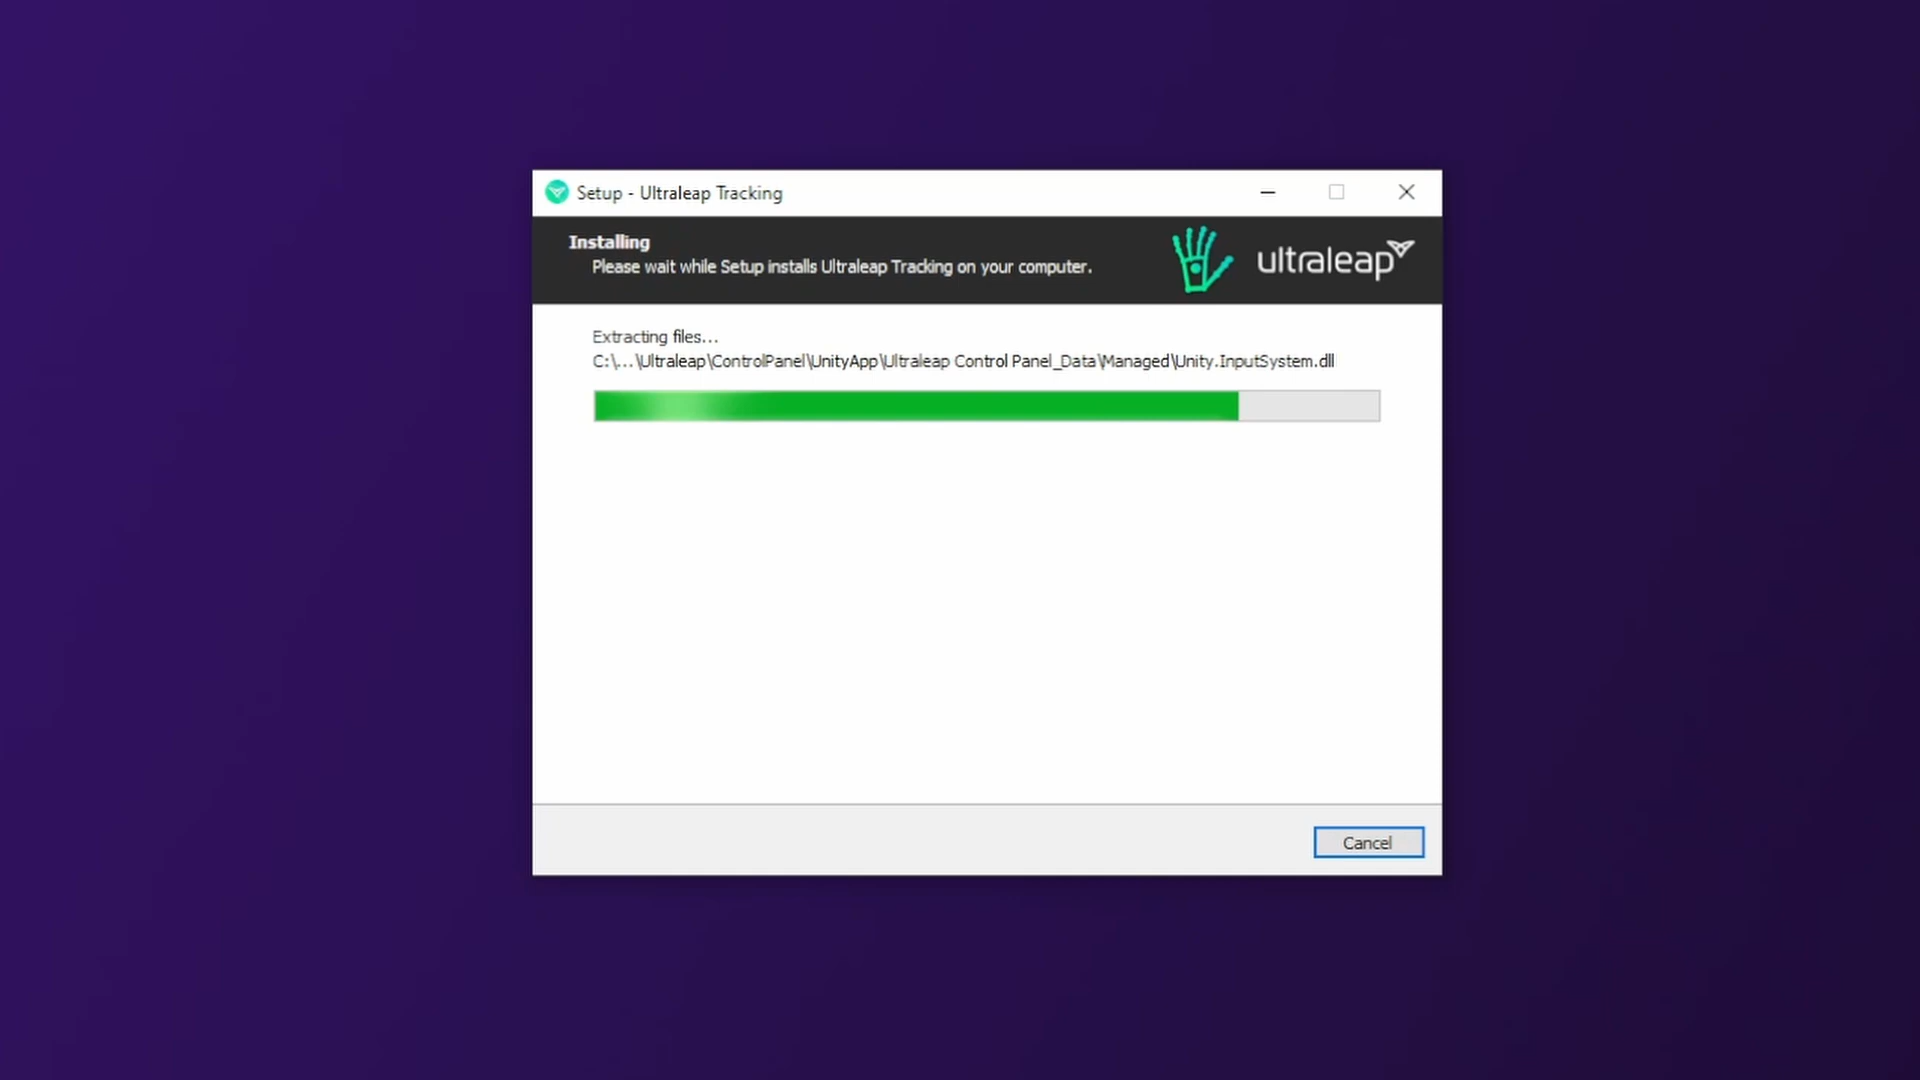 Setup - Ultraleap Tracking
Installing
Please wait while Setup installs Ultraleap Tracking on your computer.
ultraleap
Extracting files...
C:\...\Ultraleap\ControlPanel\UnityApp\Ultraleap Control Panel_Data\Managed\Unity.InputSystem.dll
Cancel